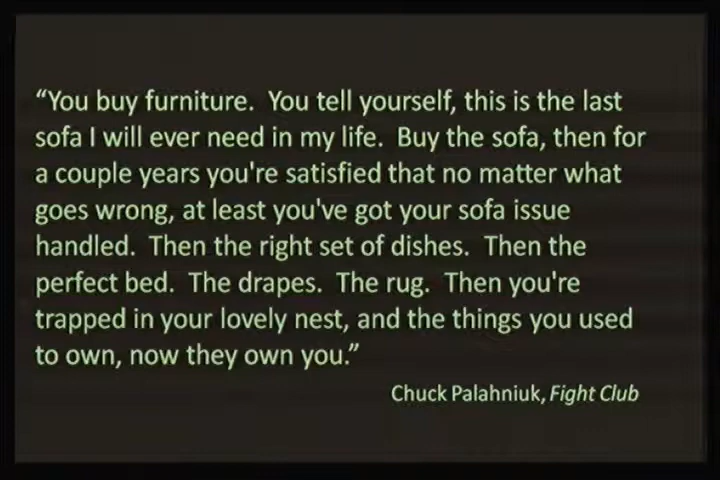 “You buy furniture.  You tell yourself, this is the last
sofa I will ever need in my life.  Buy the sofa, then for
a couple years you're satisfied that no matter what
goes wrong, at least you've got your sofa issue
handled.  Then the right set of dishes.  Then the
perfect bed.  The drapes.  The rug.  Then you're
trapped in your lovely nest, and the things you used
to own, now they own you.”
Chuck Palahniuk, Fight Club